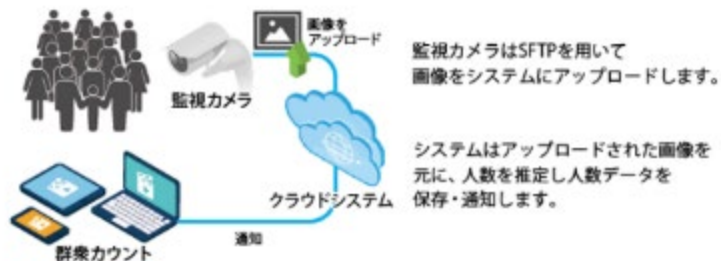 画像を
アップロード
監視カメラ
監視カメラはSFTPを用いて
画像をシステムにアップロードします。
クラウドシステム
システムはアップロードされた画像を
元に、人数を推定し人数データを
保存・通知します。
通知
群衆カウント